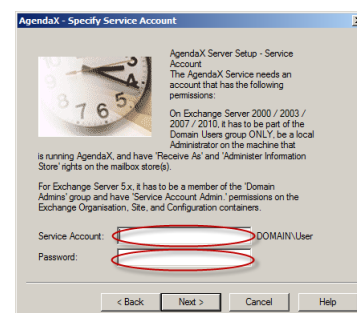 AgendaX - Specify Service Account
AgendaX Server Setup - Service
Account
The AgendaX Service needs an
account that has the following
permissions:
On Exchange Server 2000 / 2003 /
2007 / 2010, it has to be part of the
Domain Users group ONLY, be a local
Administrator on the machine that
is running AgendaX, and have 'Receive As' and 'Administer Information
Store' rights on the mailbox store(s).
For Exchange Server 5.x, it has to be a member of the 'Domain
Admins' group and have 'Service Account Admin.' permissions on the
Exchange Organisation, Site, and Configuration containers.
Service Account: DOMAIN\User
Password:
< Back Next > Cancel Help